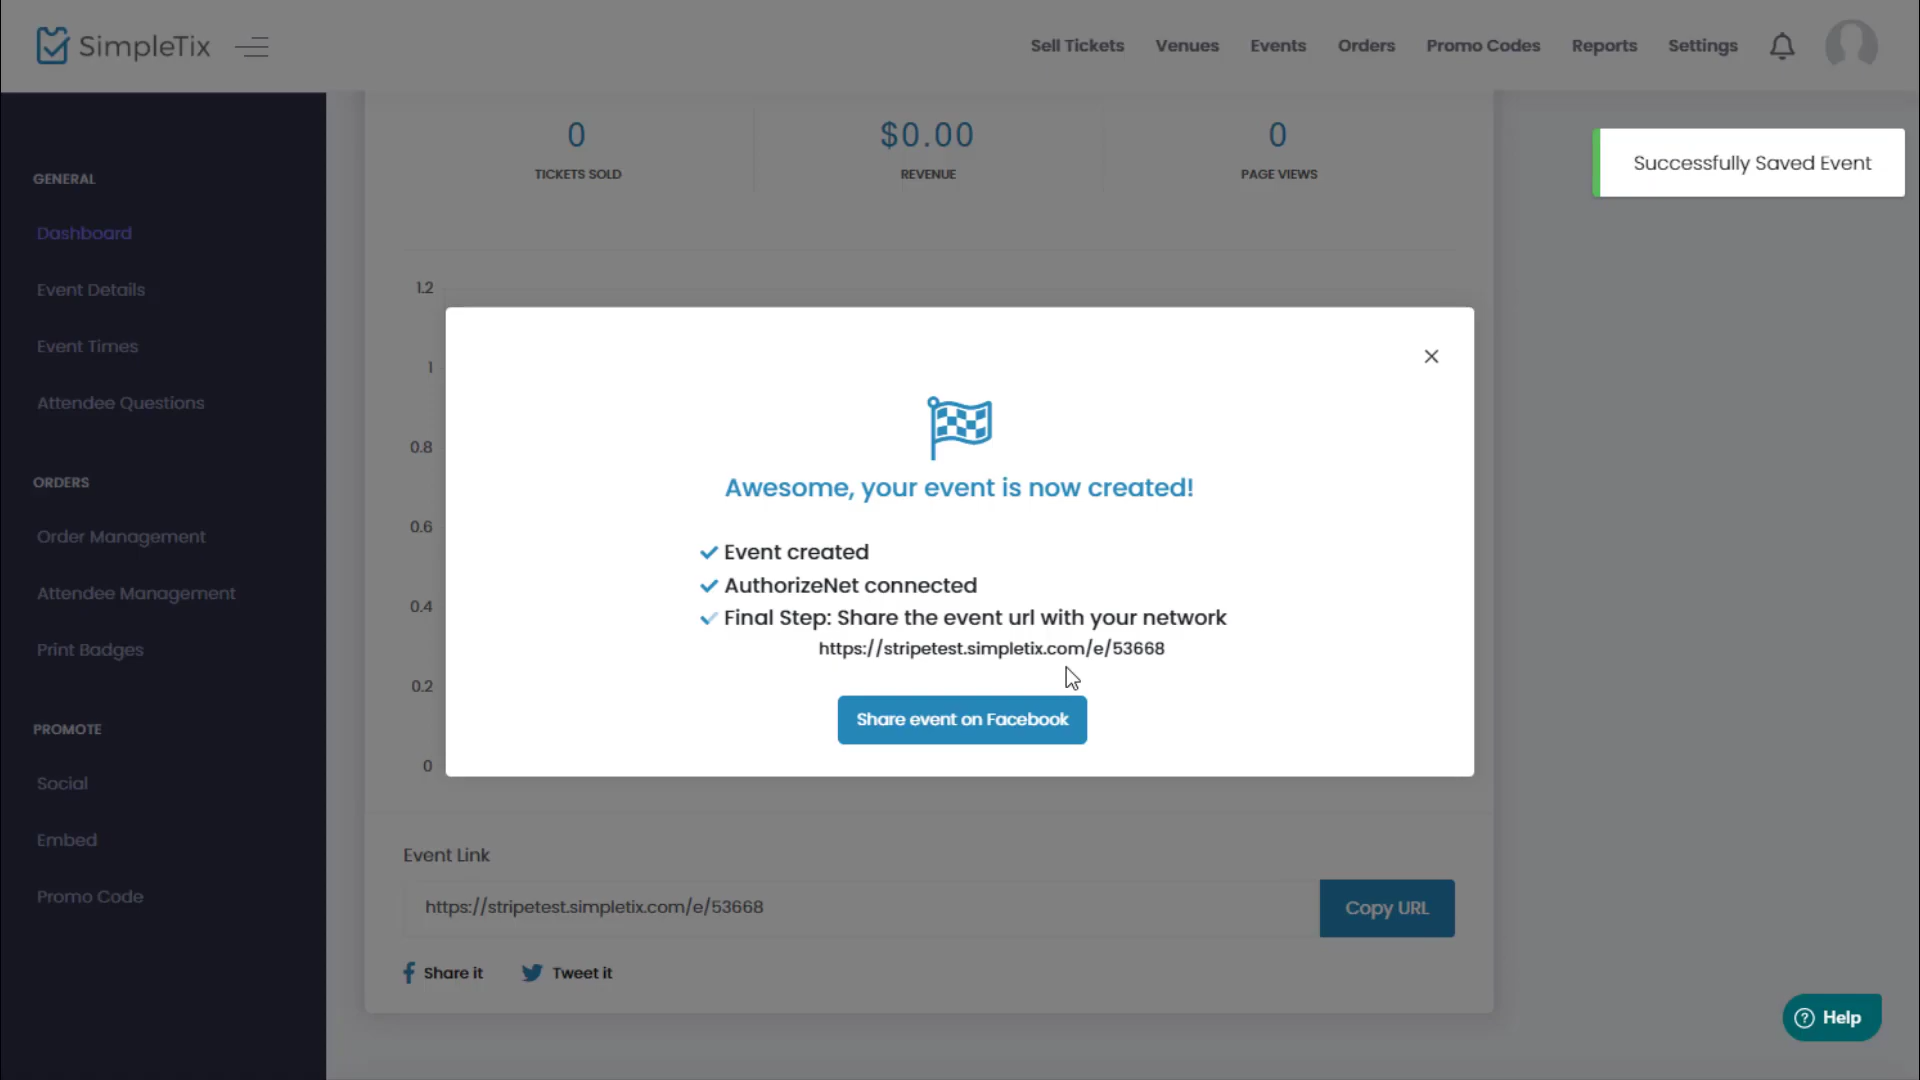 SimpleTix
Sell Tickets
Venues
Events
Orders
Promo Codes
Reports
Settings
GENERAL
Dashboard
Event Details
Event Times
Attendee Questions
ORDERS
Order Management
Attendee Management
Print Badges
PROMOTE
Social
Embed
Promo Code
0
TICKETS SOLD
$0.00
REVENUE
0
PAGE VIEWS
Successfully Saved Event
1.2
1
0.8
0.6
0.4
0.2
0
Awesome, your event is now created!
Event created
AuthorizeNet connected
Final Step: Share the event url with your network
https://stripetest.simpletix.com/e/53668
Share event on Facebook
Event Link
https://stripetest.simpletix.com/e/53668
Copy URL
Share it
Tweet it
? Help